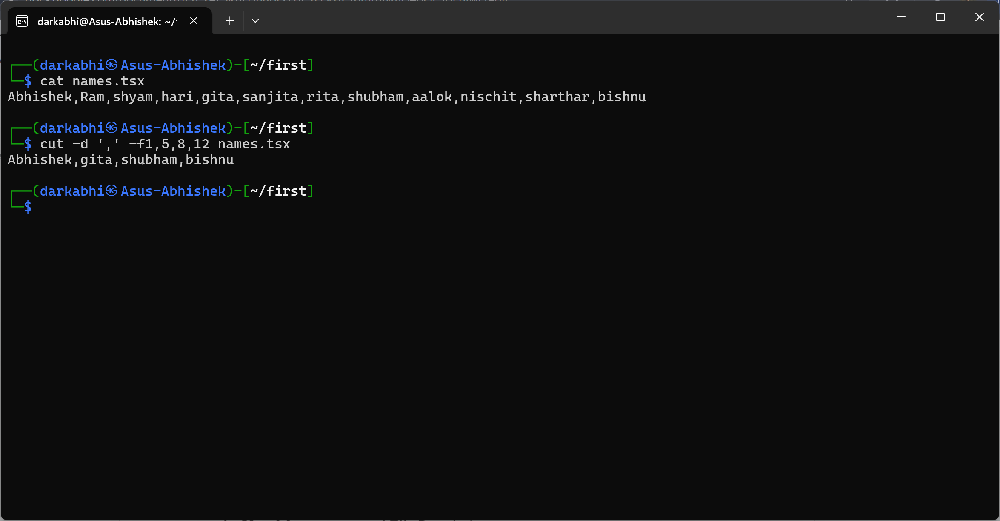 darkabhi@Asus-Abhishek: ~/f
┌──(darkabhi㉿Asus-Abhishek)-[~/first]
└─$ cat names.tsx
Abhishek,Ram,shyam,hari,gita,sanjita,rita,shubham,aalok,nischit,sharthar,bishnu
┌──(darkabhi㉿Asus-Abhishek)-[~/first]
└─$ cut -d ',' -f1,5,8,12 names.tsx
Abhishek,gita,shubham,bishnu
┌──(darkabhi㉿Asus-Abhishek)-[~/first]
└─$